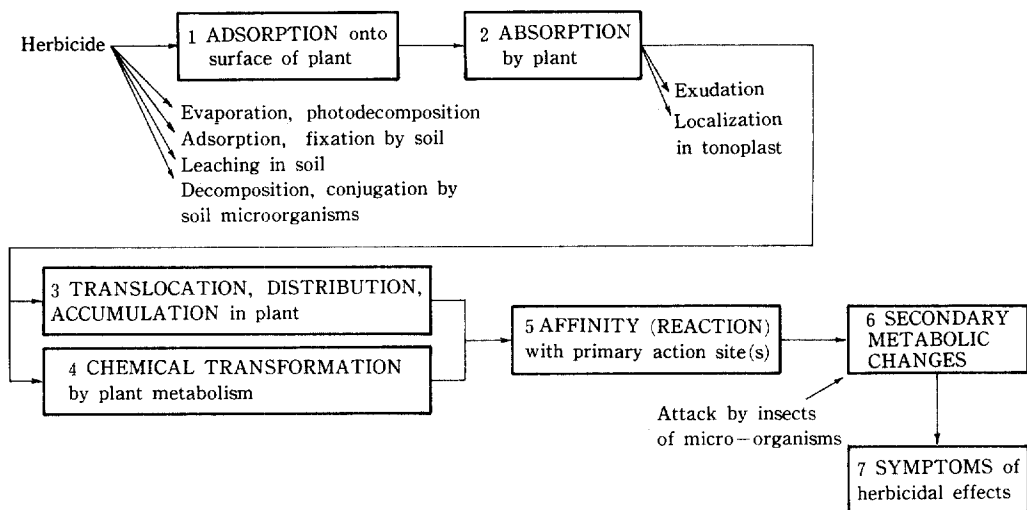 Herbicide
1 ADSORPTION onto
surface of plant
2 ABSORPTION
by plant
Evaporation, photodecomposition
Adsorption, fixation by soil
Leaching in soil
Decomposition, conjugation by
soil microorganisms
Exudation
Localization
in tonoplast
3 TRANSLOCATION, DISTRIBUTION,
ACCUMULATION in plant
4 CHEMICAL TRANSFORMATION
by plant metabolism
5 AFFINITY (REACTION)
with primary action site(s)
6 SECONDARY
METABOLIC
CHANGES
Attack by insects
of micro-organisms
7 SYMPTOMS of
herbicidal effects